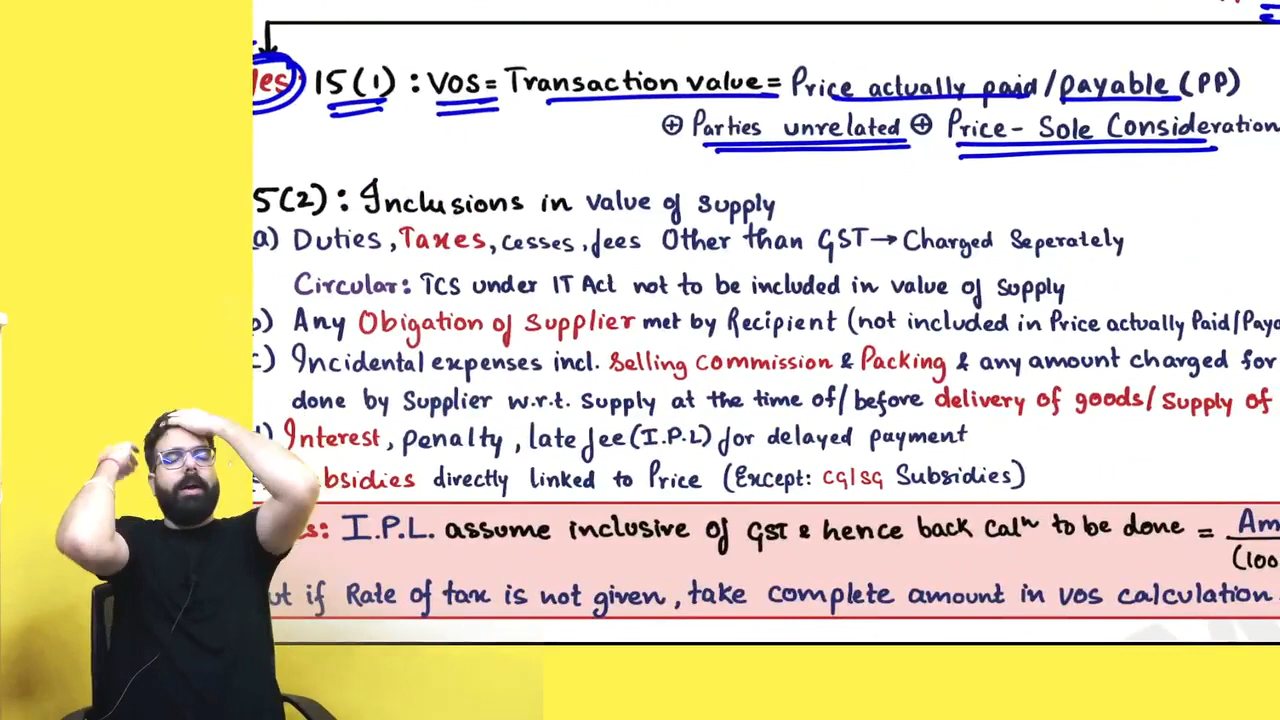 les: 15(1) : VOS = Transaction value = Price actually paid/payable (PP)
⊕ Parties unrelated ⊕ Price - Sole Consideration
5(2) : Inclusions in value of supply
a) Duties, Taxes, cesses, fees Other than GST → Charged Seperately
Circular: TCS under IT Act not to be included in value of supply
b) Any Obigation of Supplier met by Recipient (not included in Price actually Paid/Paya
c) Incidental expenses incl. Selling Commission & Packing & any amount charged for
done by Supplier w.r.t. Supply at the time of/before delivery of goods/Supply of
Interest, penalty, late fee (I.P.L) for delayed payment
bsidies directly linked to Price (Except: CG/SG Subsidies)
s: I.P.L. assume inclusive of GST & hence back calⁿ to be done = Am
(100
ut if Rate of tax is not given, take complete amount in VOS calculation.